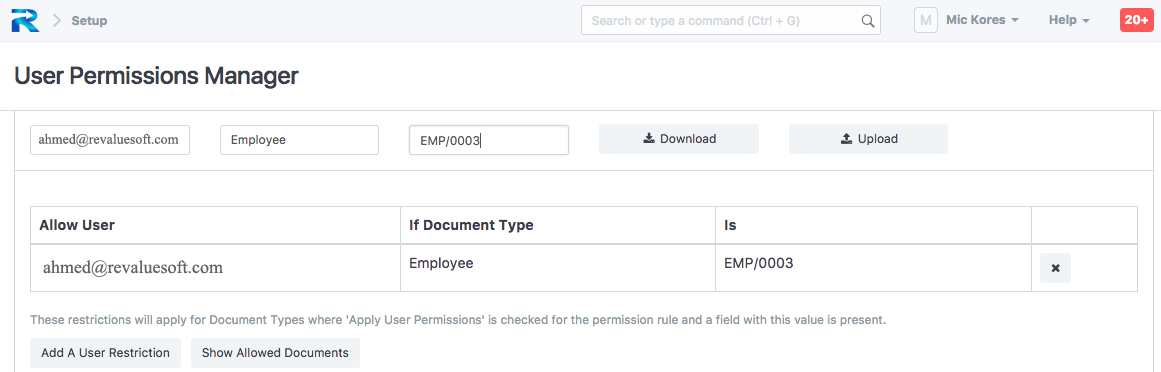 R Setup Search or type a command (Ctrl + G) M Mic Kores Help 20+
User Permissions Manager
ahmed@revaluesoft.com Employee EMP/0003 Download Upload
Allow User If Document Type Is
ahmed@revaluesoft.com Employee EMP/0003
These restrictions will apply for Document Types where 'Apply User Permissions' is checked for the permission rule and a field with this value is present.
Add A User Restriction Show Allowed Documents